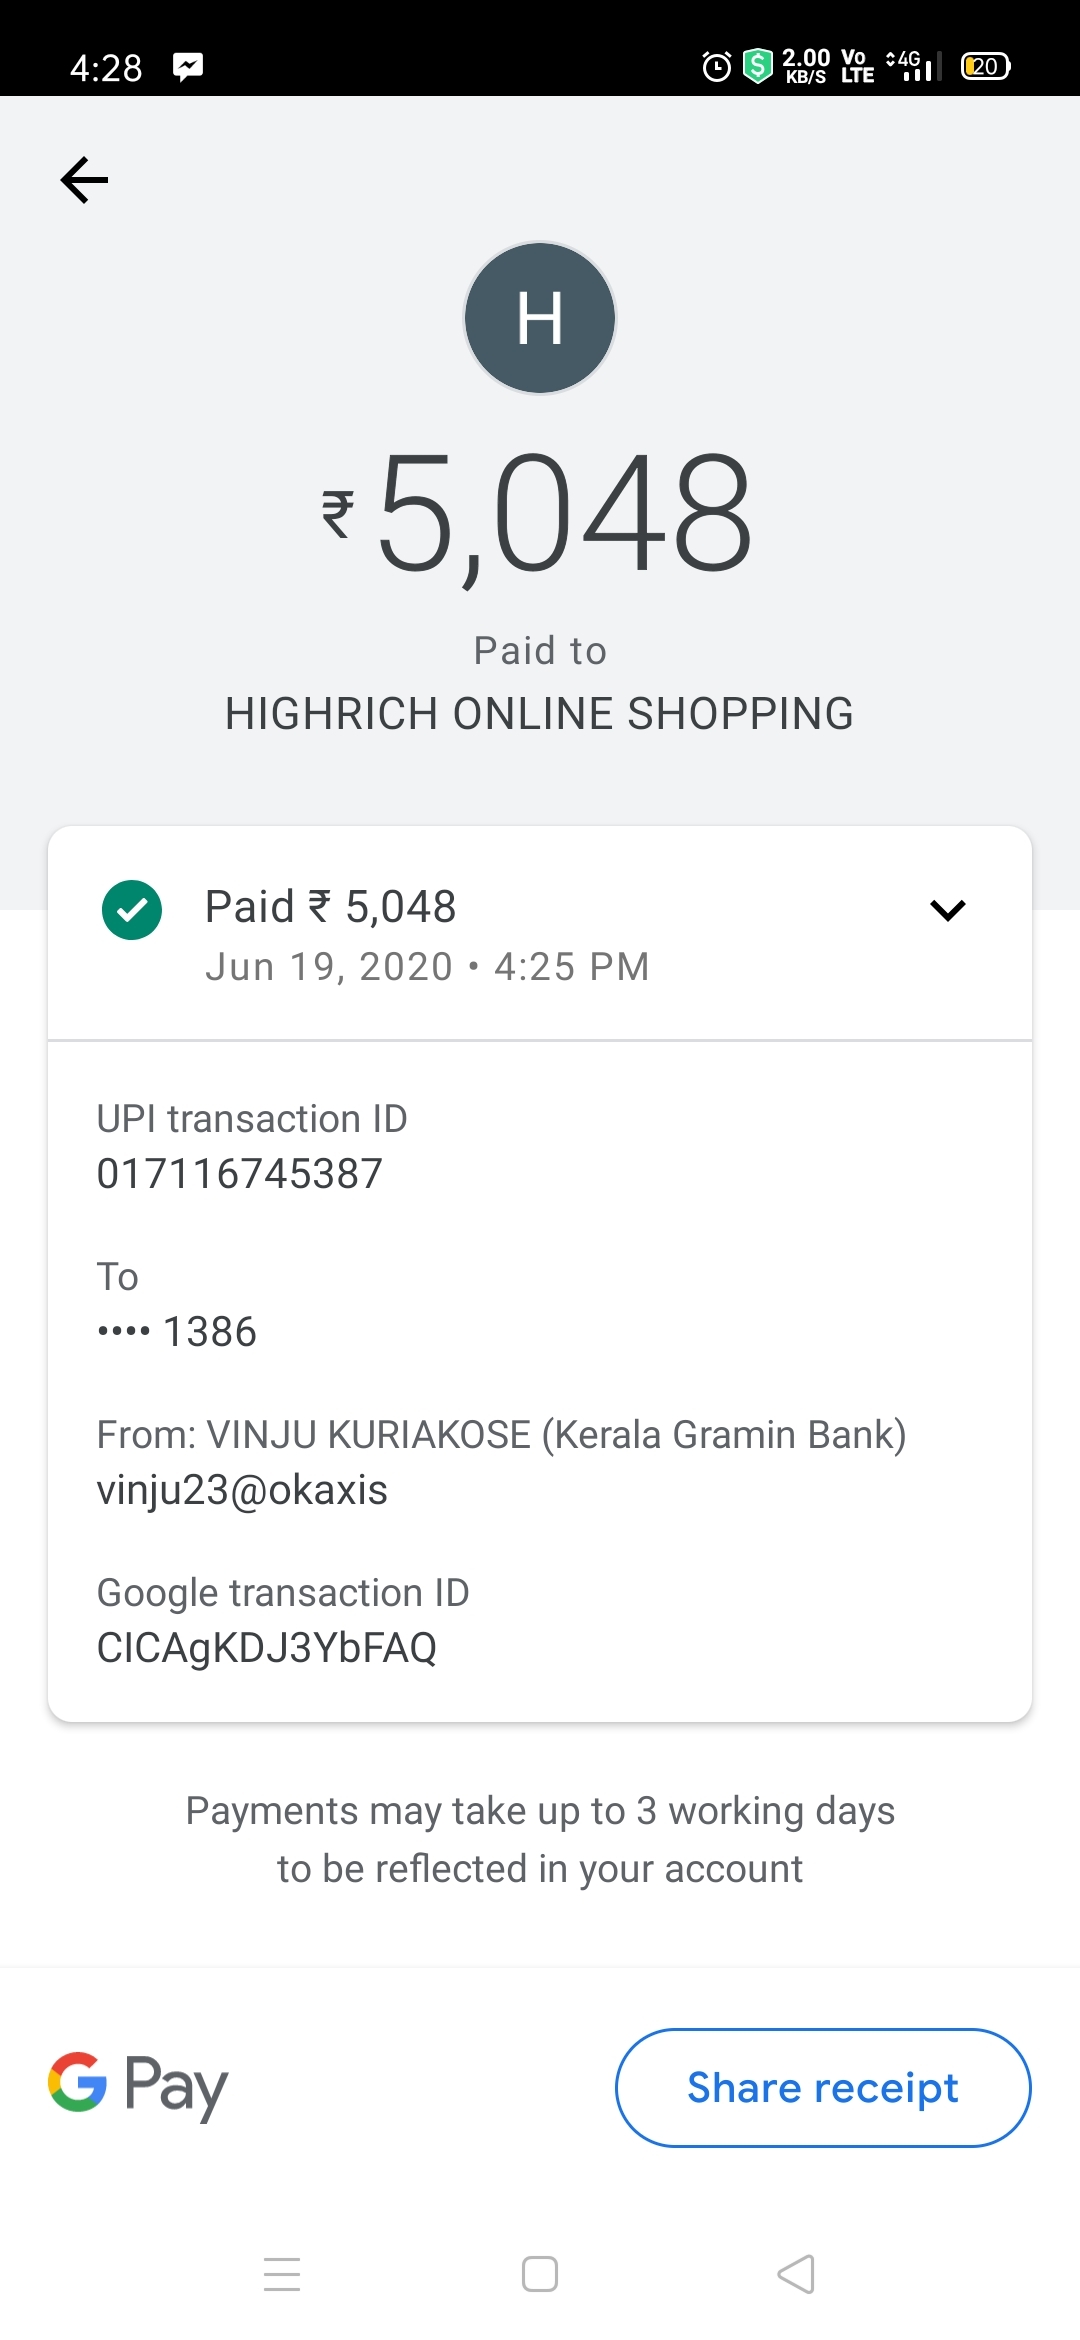 4:28
2.00 KB/S Vo LTE 4G 20
H
₹5,048
Paid to
HIGHRICH ONLINE SHOPPING
Paid ₹ 5,048
Jun 19, 2020 • 4:25 PM
UPI transaction ID
017116745387
To
•••• 1386
From: VINJU KURIAKOSE (Kerala Gramin Bank)
vinju23@okaxis
Google transaction ID
CICAgKDJ3YbFAQ
Payments may take up to 3 working days
to be reflected in your account
G Pay
Share receipt